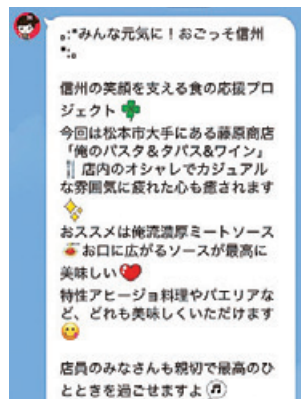 ｡:*みんな元気に！おごっそ信州
*:｡
信州の笑顔を支える食の応援プロ
ジェクト🍀
今回は松本市大手にある藤原商店
「俺のパスタ&タパス&ワイン」
🍴店内のオシャレでカジュアル
な雰囲気に疲れた心も癒されます
✨
おススメは俺流濃厚ミートソース
🍝お口に広がるソースが最高に
美味しい❤
特性アヒージョ料理やパエリアな
ど、どれも美味しくいただけます
😋
店員のみなさんも親切で最高のひ
とときを過ごせますよ🎵